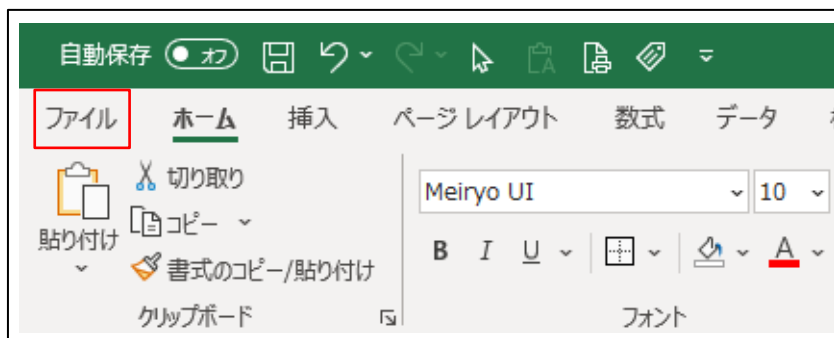 自動保存 オフ
ファイル ホーム 挿入 ページ レイアウト 数式 データ
切り取り
Meiryo UI 10
コピー
貼り付け
B I U A
書式のコピー/貼り付け
クリップボード フォント